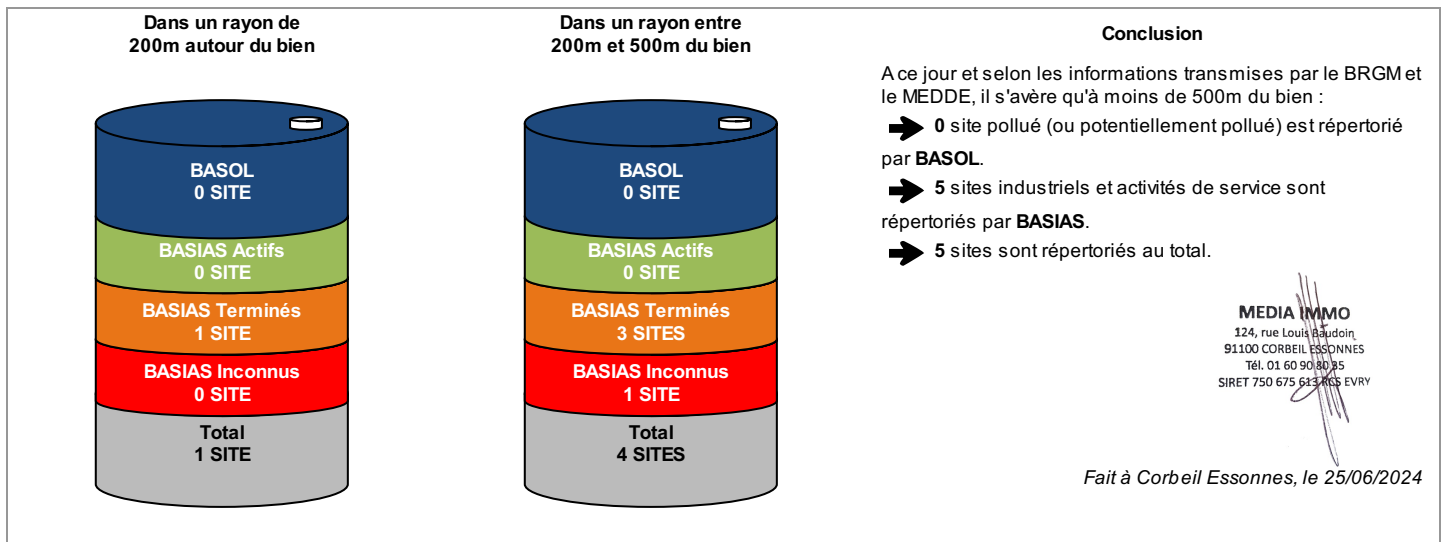 Dans un rayon de
200m autour du bien
BASOL
0 SITE
BASIAS Actifs
0 SITE
BASIAS Terminés
1 SITE
BASIAS Inconnus
0 SITE
Total
1 SITE
Dans un rayon entre
200m et 500m du bien
BASOL
0 SITE
BASIAS Actifs
0 SITE
BASIAS Terminés
3 SITES
BASIAS Inconnus
1 SITE
Total
4 SITES
Conclusion
A ce jour et selon les informations transmises par le BRGM et
le MEDDE, il s'avère qu'à moins de 500m du bien :
0 site pollué (ou potentiellement pollué) est répertorié
par BASOL.
5 sites industriels et activités de service sont
répertoriés par BASIAS.
5 sites sont répertoriés au total.
MEDIA IMMO
124, rue Louis Baudoin
91100 CORBEIL ESSONNES
Tél. 01 60 90 80 85
SIRET 750 675 613 RCS EVRY
Fait à Corbeil Essonnes, le 25/06/2024